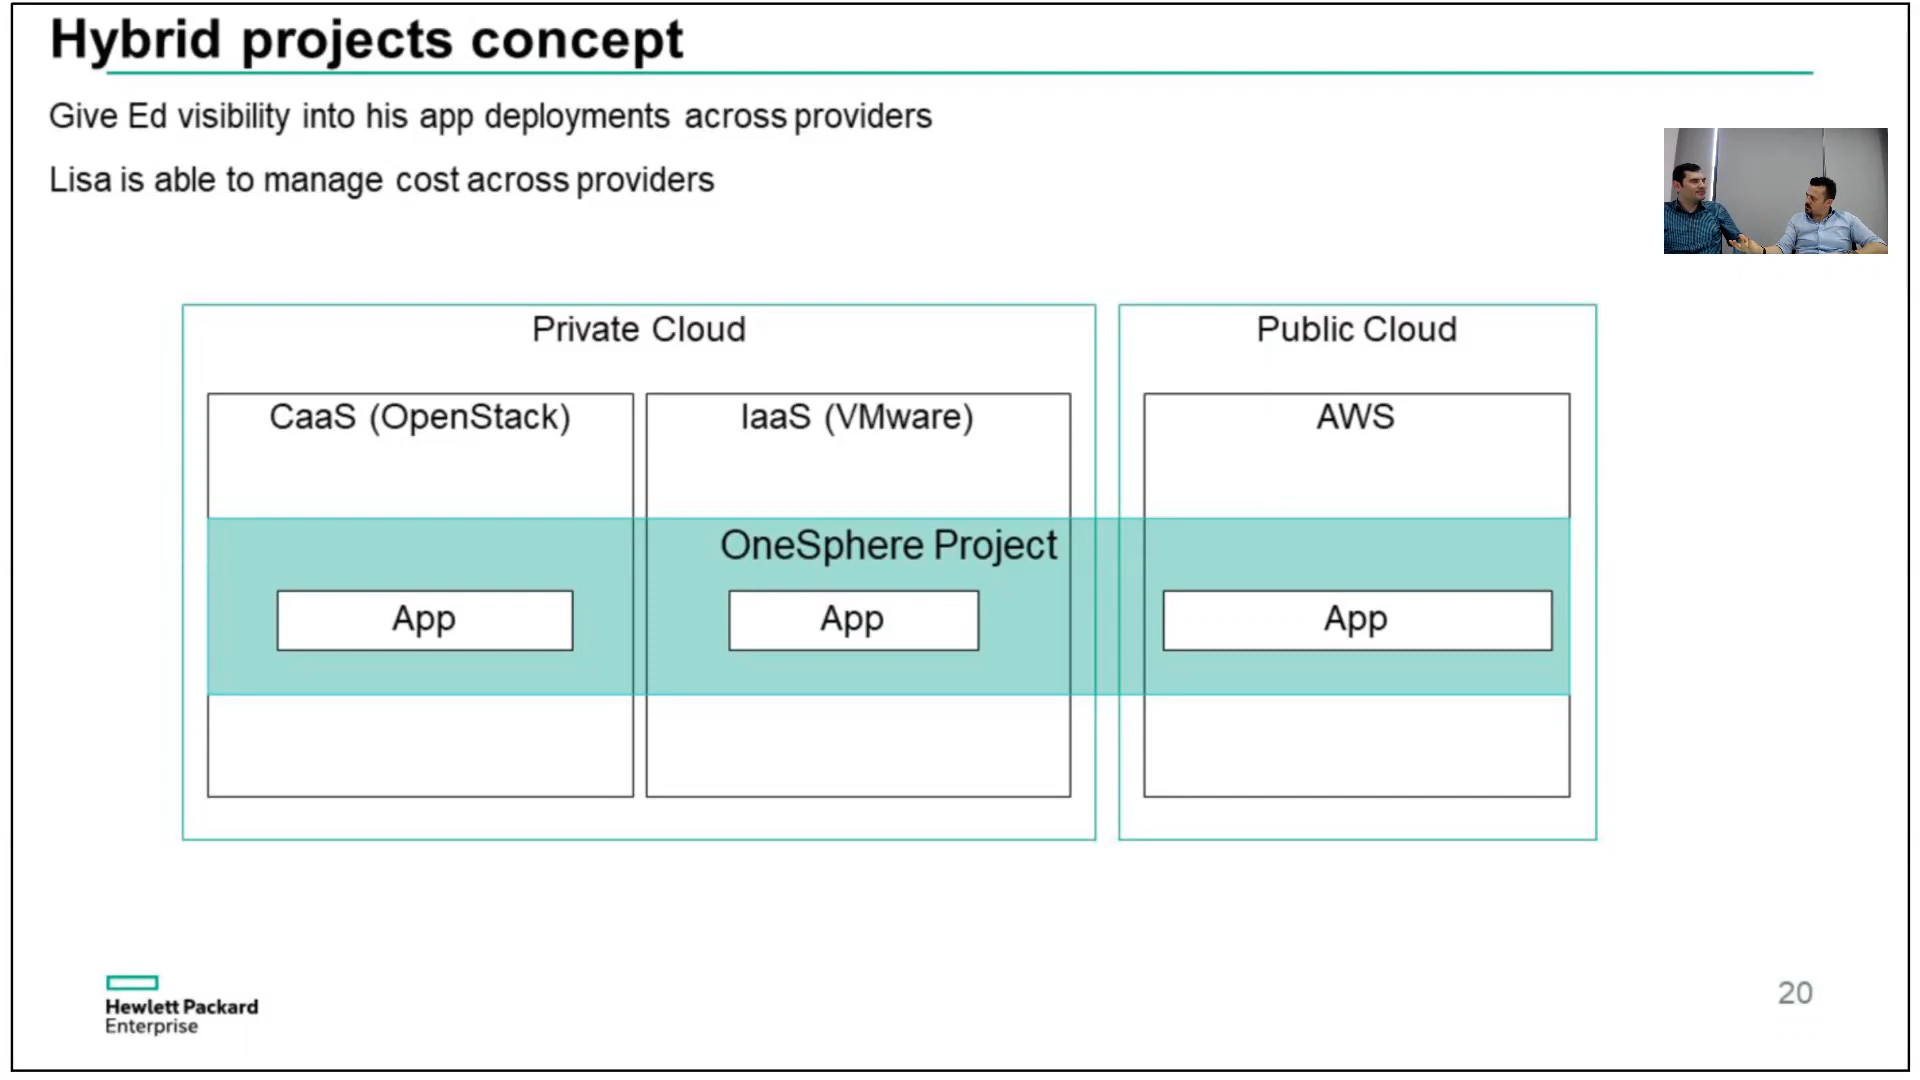 Hybrid projects concept
Give Ed visibility into his app deployments across providers
Lisa is able to manage cost across providers
Private Cloud
Public Cloud
CaaS (OpenStack)
IaaS (VMware)
AWS
OneSphere Project
App
App
App
Hewlett Packard
Enterprise
20